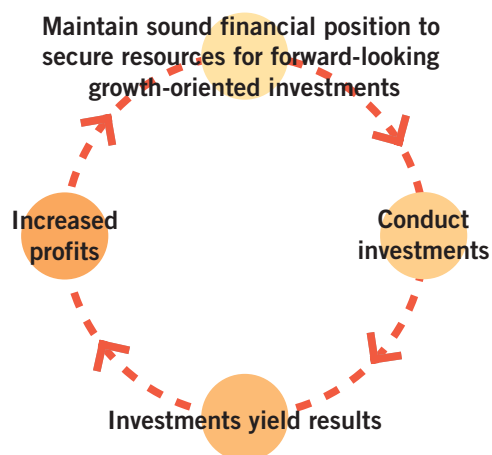 Maintain sound financial position to
secure resources for forward-looking
growth-oriented investments
Increased
profits
Conduct
investments
Investments yield results